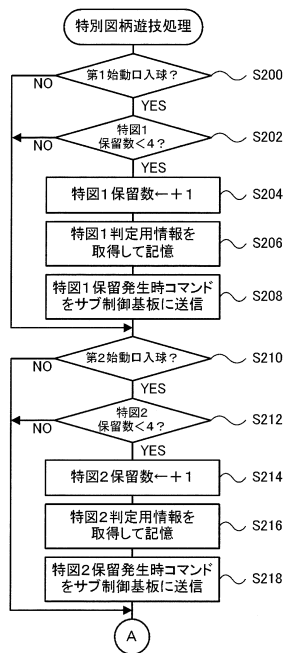 特別図柄遊技処理
第1始動口入球？
S200
NO
YES
特図1
保留数<4？
S202
NO
YES
特図1保留数←+1
S204
特図1判定用情報を
取得して記憶
S206
特図1保留発生時コマンド
をサブ制御基板に送信
S208
第2始動口入球？
S210
NO
YES
特図2
保留数<4？
S212
NO
YES
特図2保留数←+1
S214
特図2判定用情報を
取得して記憶
S216
特図2保留発生時コマンド
をサブ制御基板に送信
S218
A